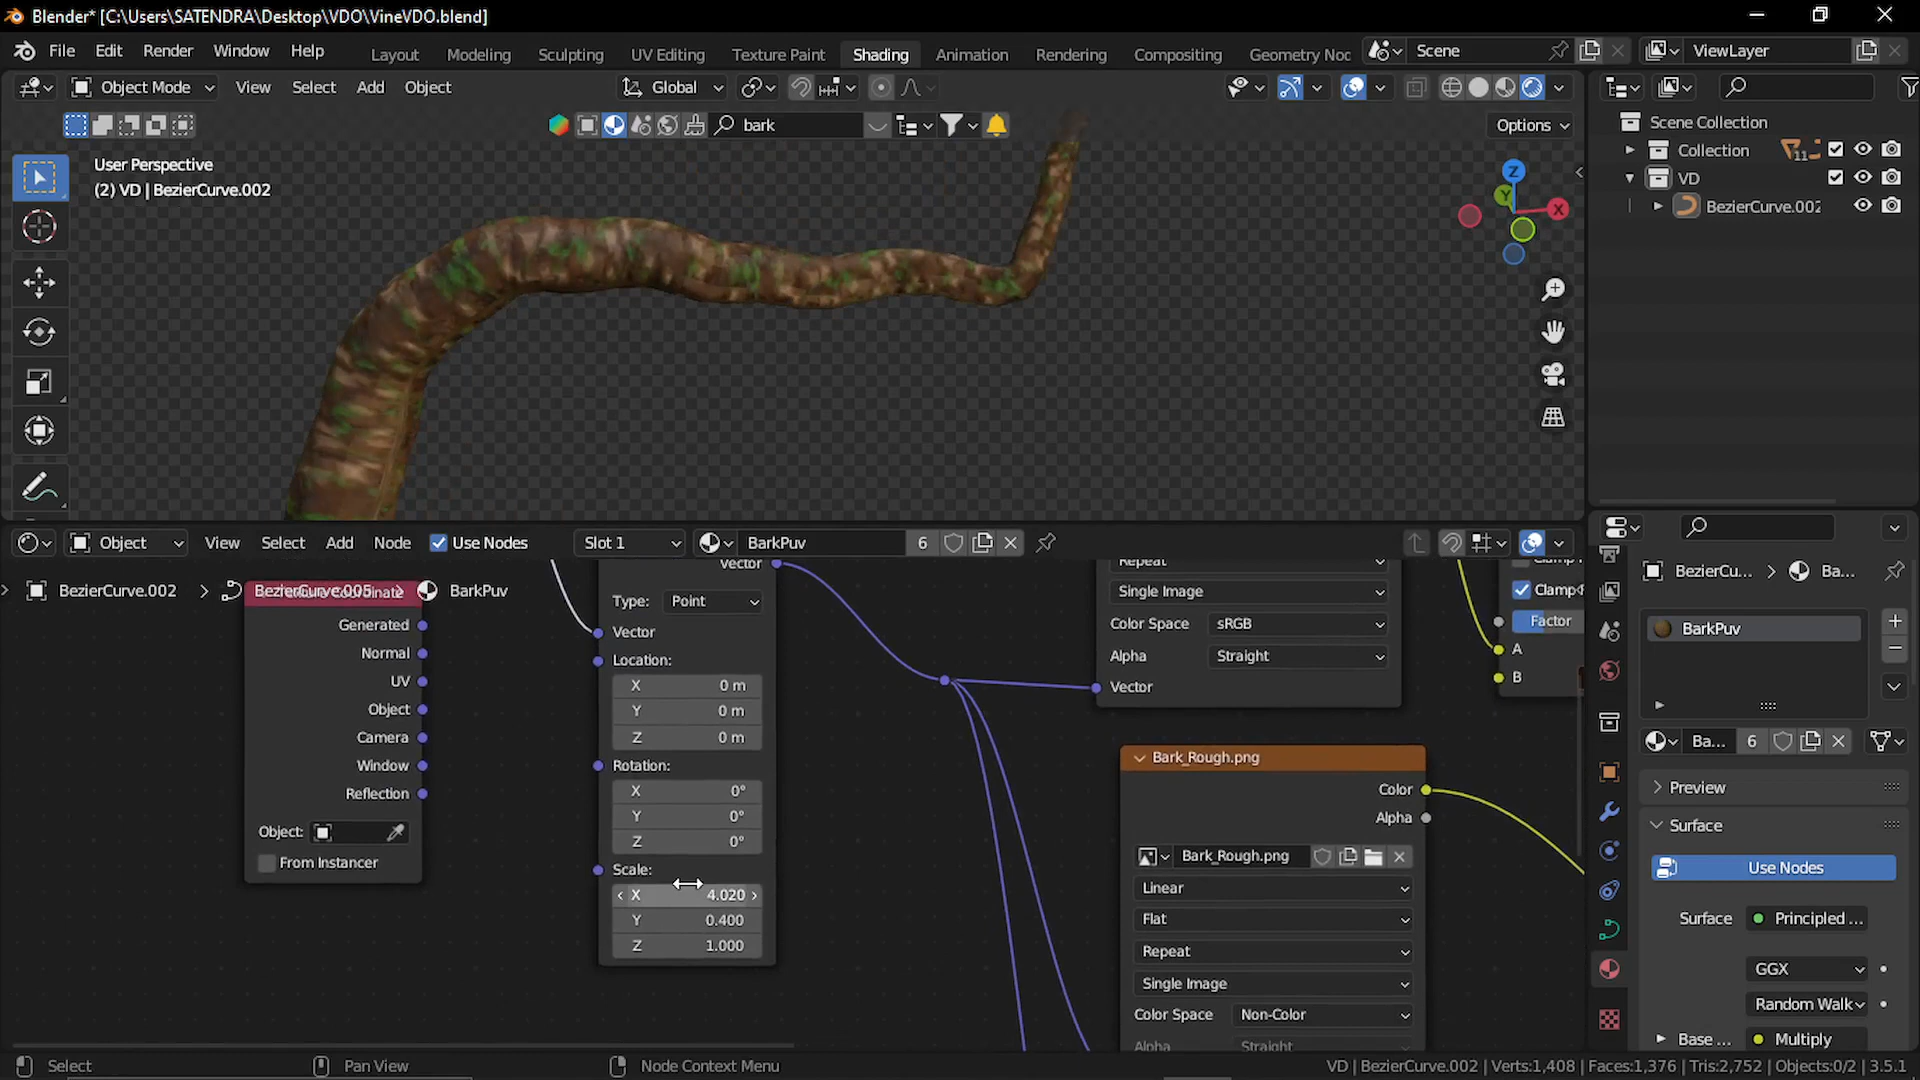 Blender* [C:\Users\SATENDRA\Desktop\VDO\VineVDO.blend]
File Edit Render Window Help Layout Modeling Sculpting UV Editing Texture Paint Shading Animation Rendering Compositing Geometry Noc Scene ViewLayer
Object Mode View Select Add Object Global
bark Options
User Perspective
(2) VD | BezierCurve.002
Z
Y
X
Scene Collection
Collection 11
VD
BezierCurve.002
Object View Select Add Node Use Nodes Slot 1 BarkPuv 6
BezierCurve.002 BezierCurve.005 BarkPuv
Generated
Normal
UV
Object
Camera
Window
Reflection
Object:
From Instancer
Vector
Type: Point
Vector
Location:
X 0 m
Y 0 m
Z 0 m
Rotation:
X 0°
Y 0°
Z 0°
Scale:
X 4.020
Y 0.400
Z 1.000
Repeat
Single Image
Color Space sRGB
Alpha Straight
Vector
Bark_Rough.png
Color
Alpha
Bark_Rough.png
Linear
Flat
Repeat
Single Image
Color Space Non-Color
Alpha Straight
Factor
A
B
BezierCu... Ba...
BarkPuv
Ba... 6
Preview
Surface
Use Nodes
Surface Principled ...
GGX
Random Walk
Base ... Multiply
Select Pan View Node Context Menu VD | BezierCurve.002 | Verts:1,408 | Faces:1,376 | Tris:2,752 | Objects:0/2 | 3.5.1